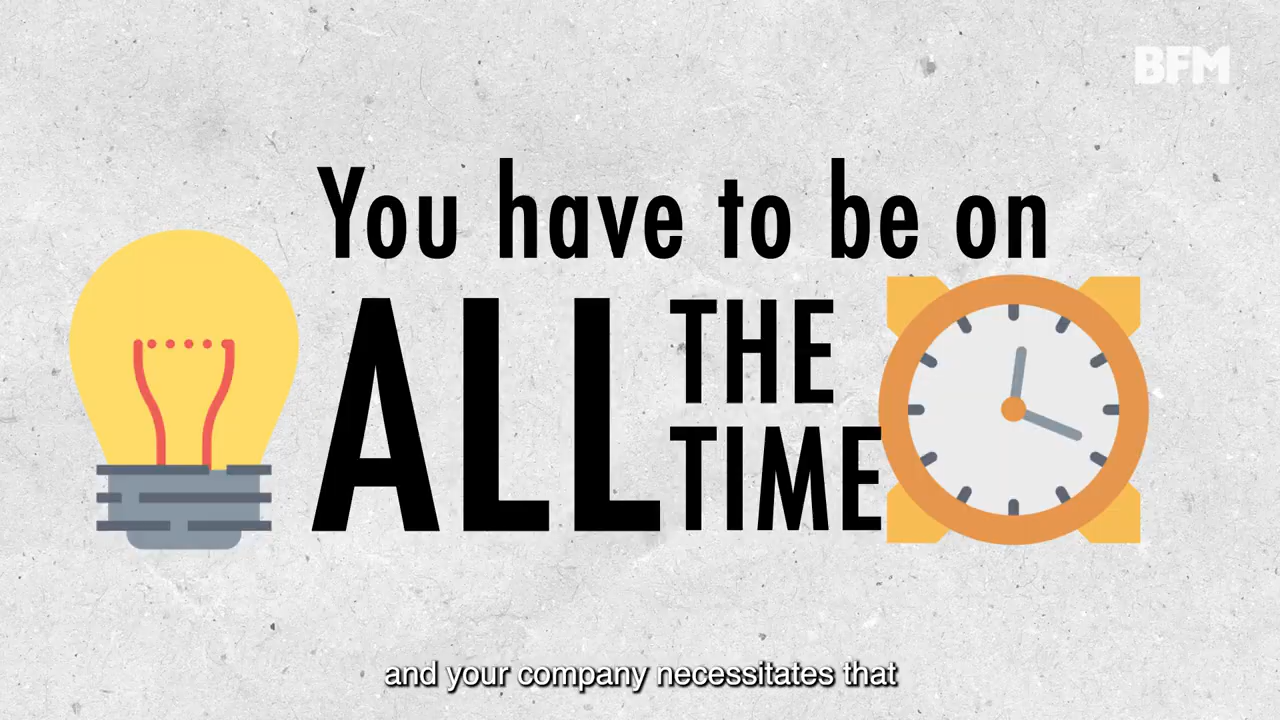 BFM
You have to be on
ALL THE
TIME
and your company necessitates that